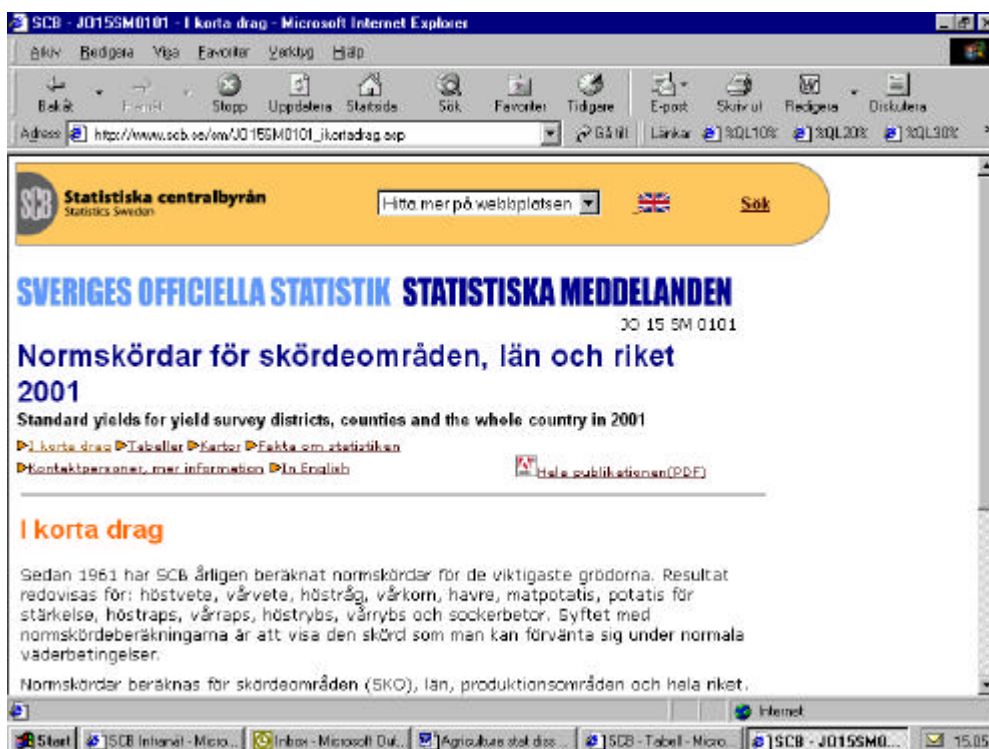 SCB - JO15SM0101 - I korta drag - Microsoft Internet Explorer
Arkiv Redigera Visa Favoriter Verktyg Hjälp
Bakåt Framåt Stopp Uppdatera Startsida Sök Favoriter Tidigare E-post Skriv ut Redigera Diskutera
Adress http://www.scb.se/sm/JO15SM0101_ikortadrag.asp Gå till Länkar SQL10% SQL20% SQL30%
SCB Statistiska centralbyrån
Statistics Sweden
Hitta mer på webbplatsen Sök
SVERIGES OFFICIELLA STATISTIK STATISTISKA MEDDELANDEN
JO 15 SM 0101
Normskördar för skördeområden, län och riket
2001
Standard yields for yield survey districts, counties and the whole country in 2001
I korta drag Tabeller Kartor Fakta om statistiken
Kontaktpersoner, mer information In English Hela publikationen(PDF)
I korta drag
Sedan 1961 har SCB årligen beräknat normskördar för de viktigaste grödorna. Resultat
redovisas för: höstvete, vårvete, höstråg, vårkorn, havre, matpotatis, potatis för
stärkelse, höstraps, vårraps, höstrybs, vårrybs och sockerbetor. Syftet med
normskördeberäkningarna är att visa den skörd som man kan förvänta sig under normala
väderbetingelser.
Normskördar beräknas för skördeområden (SKO), län, produktionsområden och hela riket.
Internet
Start SCB Intranät - Micro... Inbox - Microsoft Out... Agriculture stat diss ... SCB - Tabell - Micro... SCB - JO15SM0... 15:05